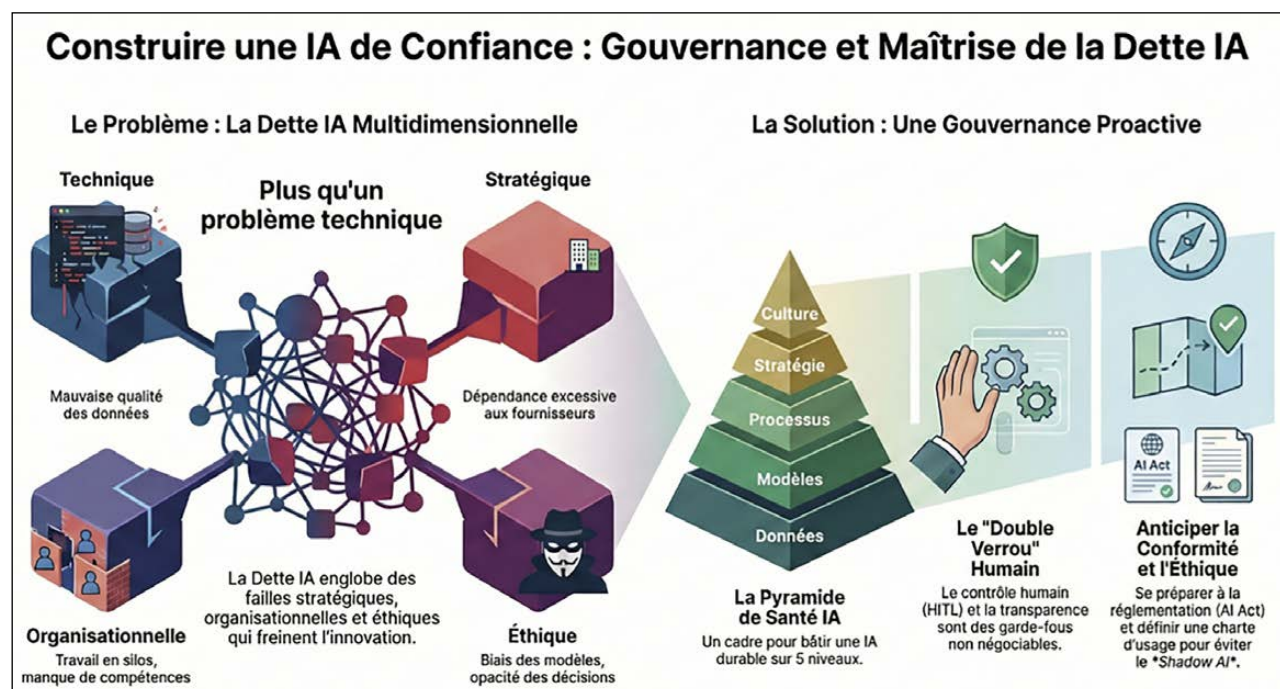 Construire une IA de Confiance : Gouvernance et Maîtrise de la Dette IA
Le Problème : La Dette IA Multidimensionnelle
Technique
Plus qu'un
problème technique
Stratégique
Mauvaise qualité
des données
Dépendance excessive
aux fournisseurs
La Dette IA englobe des
failles stratégiques,
organisationnelles et éthiques
qui freinent l'innovation.
Organisationnelle
Travail en silos,
manque de compétences
Éthique
Biais des modèles,
opacité des décisions
La Solution : Une Gouvernance Proactive
Culture
Stratégie
Processus
Modèles
Données
La Pyramide
de Santé IA
Un cadre pour bâtir une IA
durable sur 5 niveaux.
Le "Double
Verrou"
Humain
Le contrôle humain
(HITL) et la transparence
sont des garde-fous
non négociables.
AI Act
Anticiper la
Conformité
et l'Éthique
Se préparer à la
réglementation (AI Act)
et définir une charte
d'usage pour éviter
le *Shadow AI*.